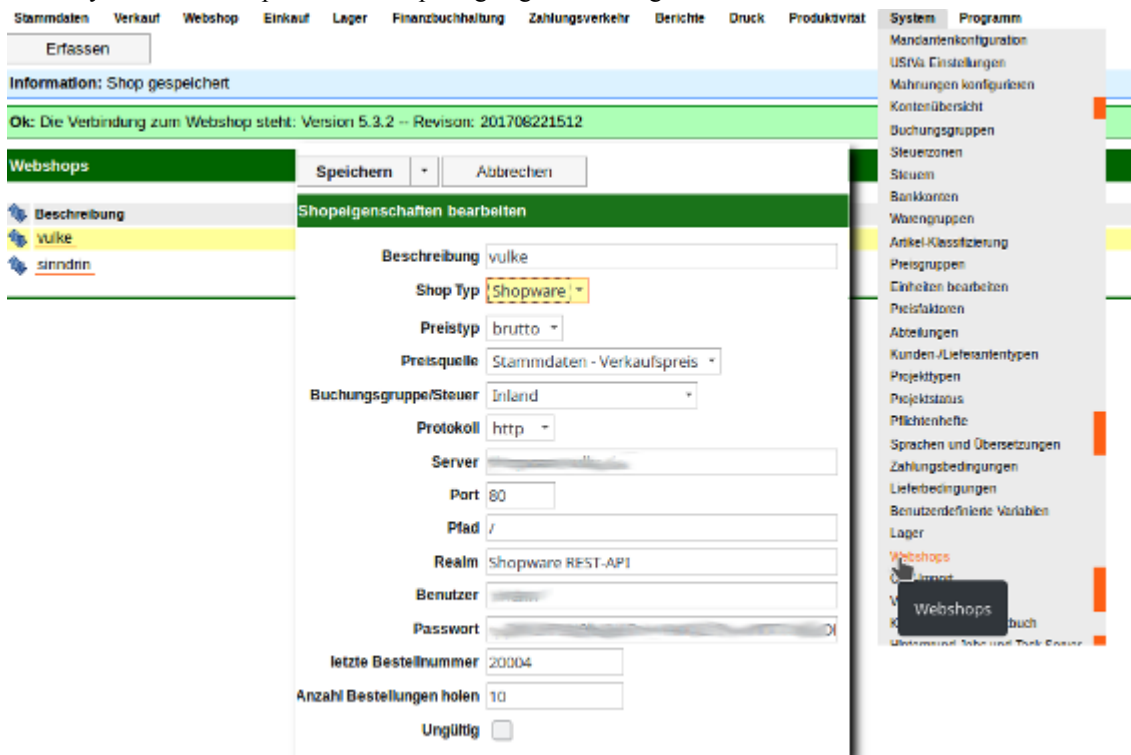 Stammdaten Verkauf Webshop Einkauf Lager Finanzbuchhaltung Zahlungsverkehr Berichte Druck Produktivität System Programm
Erfassen
Information: Shop gespeichert
Ok: Die Verbindung zum Webshop steht: Version 5.3.2 -- Revison: 201708221512
Webshops
Beschreibung
vulke
sinndrin
Speichern
Abbrechen
Shopeigenschaften bearbeiten
Beschreibung vulke
Shop Typ Shopware
Preistyp brutto
Preisquelle Stammdaten - Verkaufspreis
Buchungsgruppe/Steuer Inland
Protokoll http
Server
Port 80
Pfad /
Realm Shopware REST-API
Benutzer
Passwort
letzte Bestellnummer 20004
Anzahl Bestellungen holen 10
Ungültig
Mandantenkonfiguration
UStVa Einstellungen
Mahnungen konfigurieren
Kontenübersicht
Buchungsgruppen
Steuerzonen
Steuern
Bankkonten
Warengruppen
Artikel-Klassifizierung
Preisgruppen
Einheiten bearbeiten
Preisfaktoren
Abteilungen
Kunden-/Lieferantentypen
Projekttypen
Projektstatus
Pflichtenhefte
Sprachen und Übersetzungen
Zahlungsbedingungen
Lieferbedingungen
Benutzerdefinierte Variablen
Lager
Webshops
Webshops
Hintergrund-Jobs und Task-Server